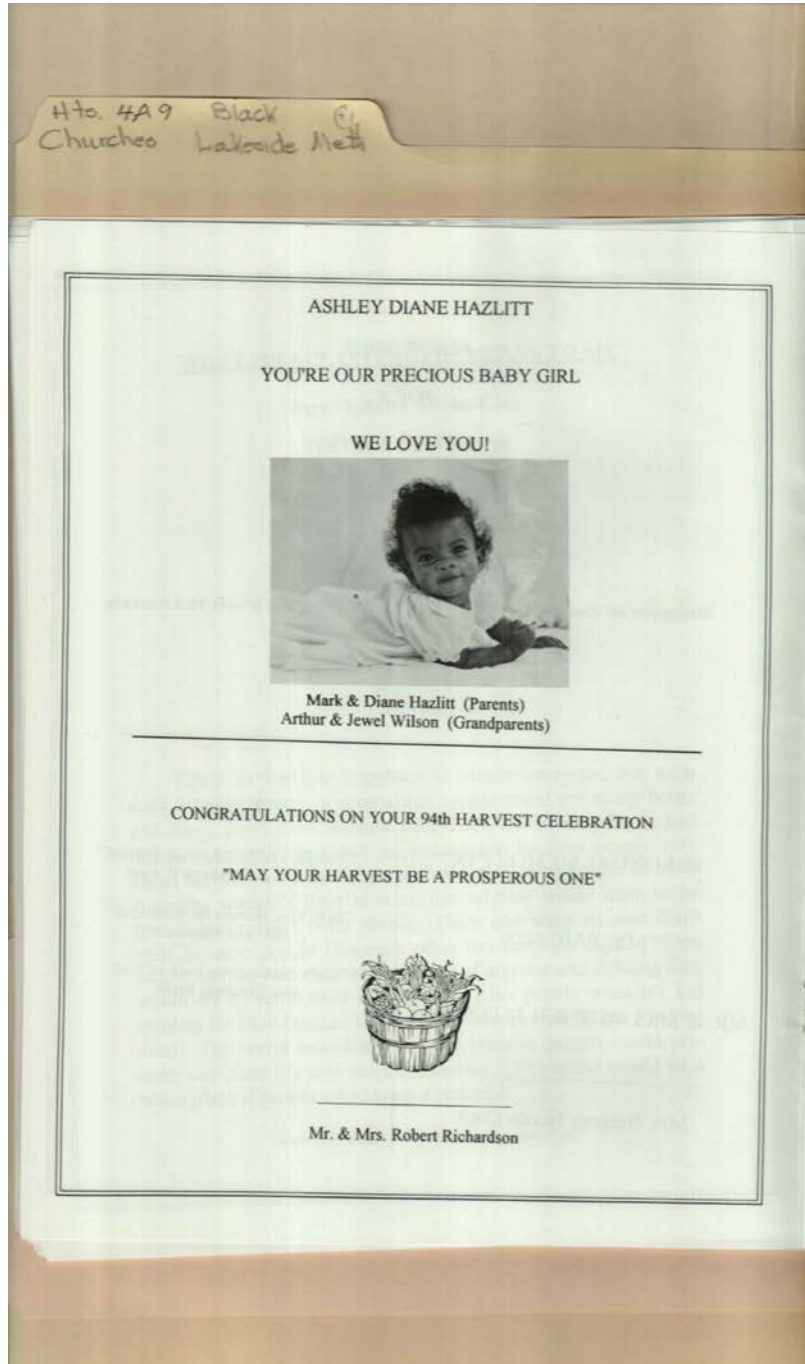 Hts. 4A9 Black
Churches Lakeside Meth
ASHLEY DIANE HAZLITT
YOU'RE OUR PRECIOUS BABY GIRL
WE LOVE YOU!
Mark & Diane Hazlitt (Parents)
Arthur & Jewel Wilson (Grandparents)
CONGRATULATIONS ON YOUR 94th HARVEST CELEBRATION
"MAY YOUR HARVEST BE A PROSPEROUS ONE"
Mr. & Mrs. Robert Richardson